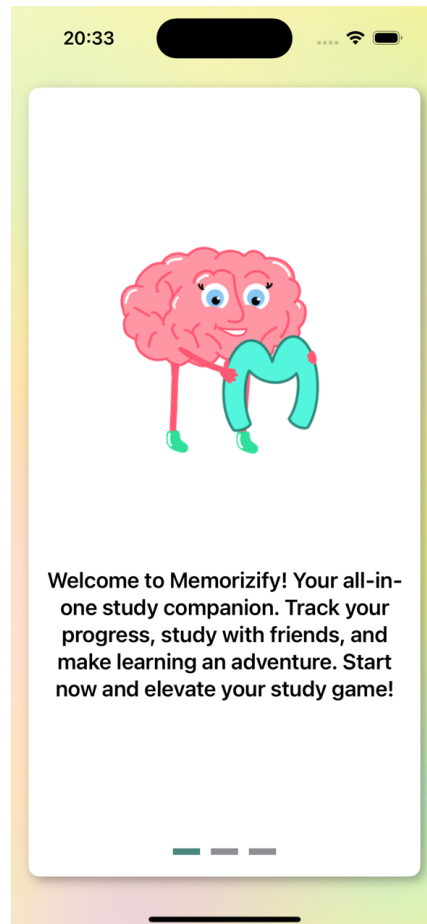 20:33
Welcome to Memorizify! Your all-in-
one study companion. Track your
progress, study with friends, and
make learning an adventure. Start
now and elevate your study game!